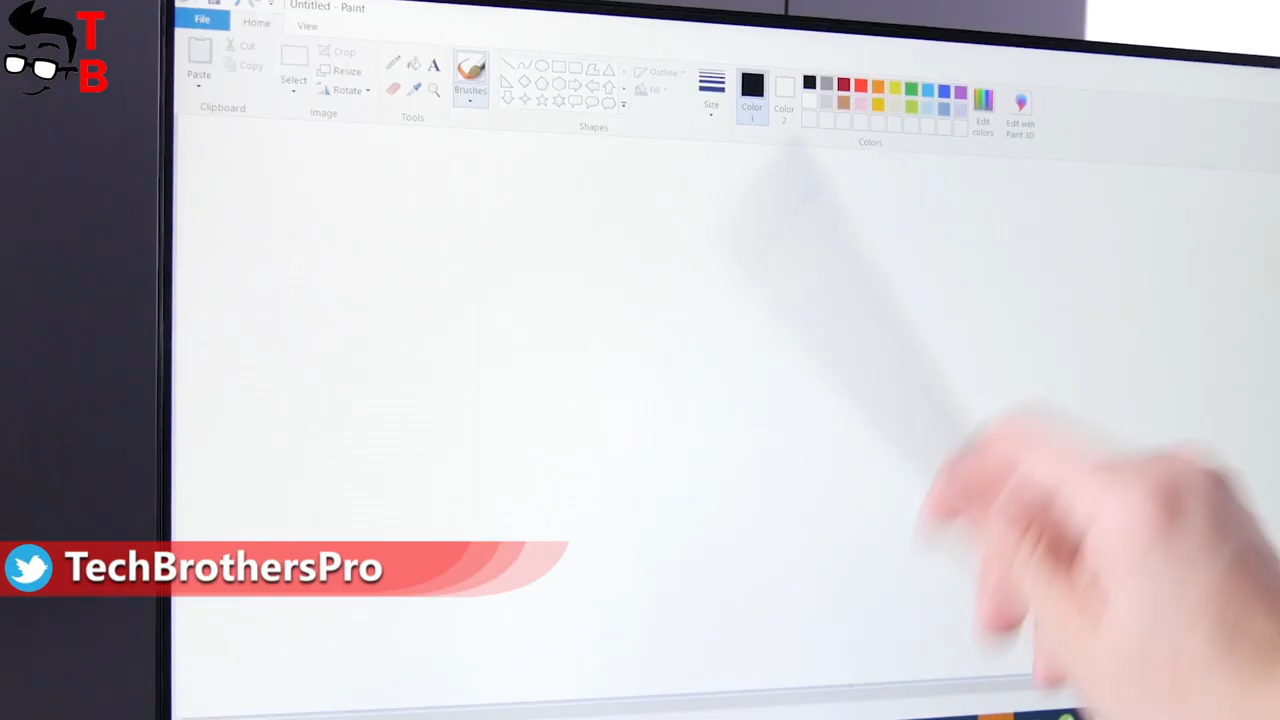 TB
Untitled - Paint
File
Home
View
Paste
Cut
Copy
Clipboard
Select
Crop
Resize
Rotate
Image
A
Tools
Brushes
Outline
Fill
Shapes
Size
Color
1
Color
2
Colors
Edit
colors
Edit with
Paint 3D
TechBrothersPro